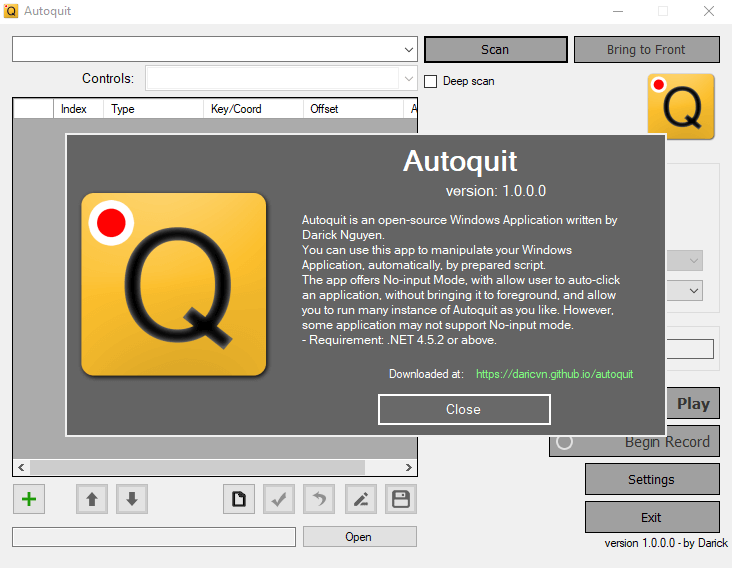 Autoquit
Scan
Bring to Front
Controls:
Deep scan
Index Type Key/Coord Offset A
Q
Autoquit
version: 1.0.0.0
Q
Autoquit is an open-source Windows Application written by
Darick Nguyen.
You can use this app to manipulate your Windows
Application, automatically, by prepared script.
The app offers No-input Mode, with allow user to auto-click
an application, without bringing it to foreground, and allow
you to run many instance of Autoquit as you like. However,
some application may not support No-input mode.
- Requirement: .NET 4.5.2 or above.
Downloaded at: https://daricvn.github.io/autoquit
Close
Play
Begin Record
Settings
Exit
Open
version 1.0.0.0 - by Darick